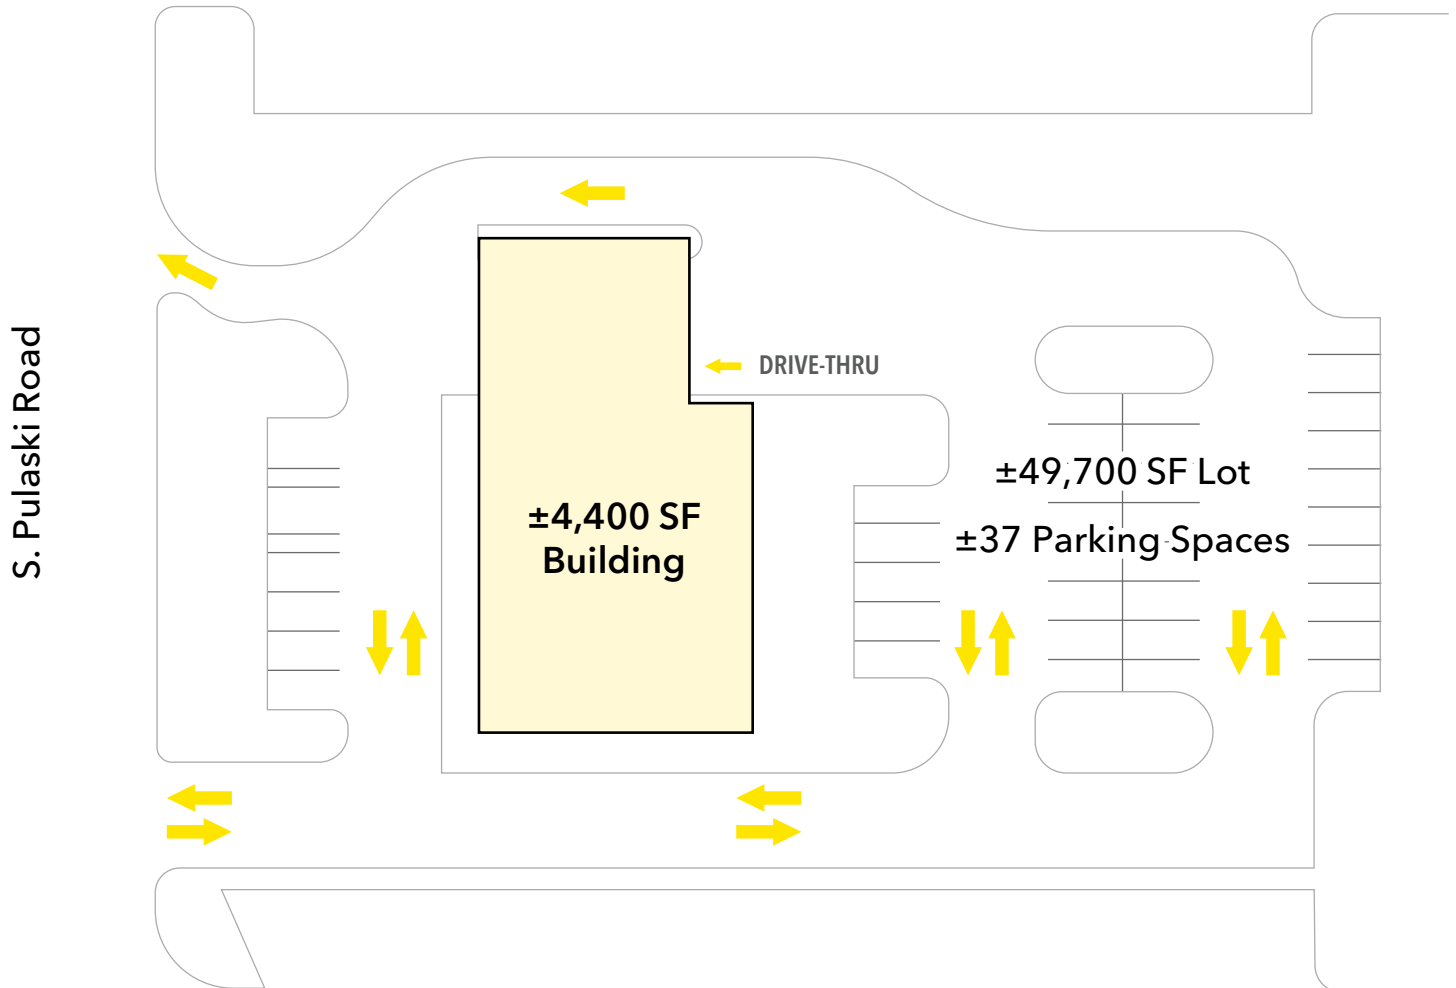 S. Pulaski Road
DRIVE-THRU
±4,400 SF
Building
±49,700 SF Lot
±37 Parking Spaces